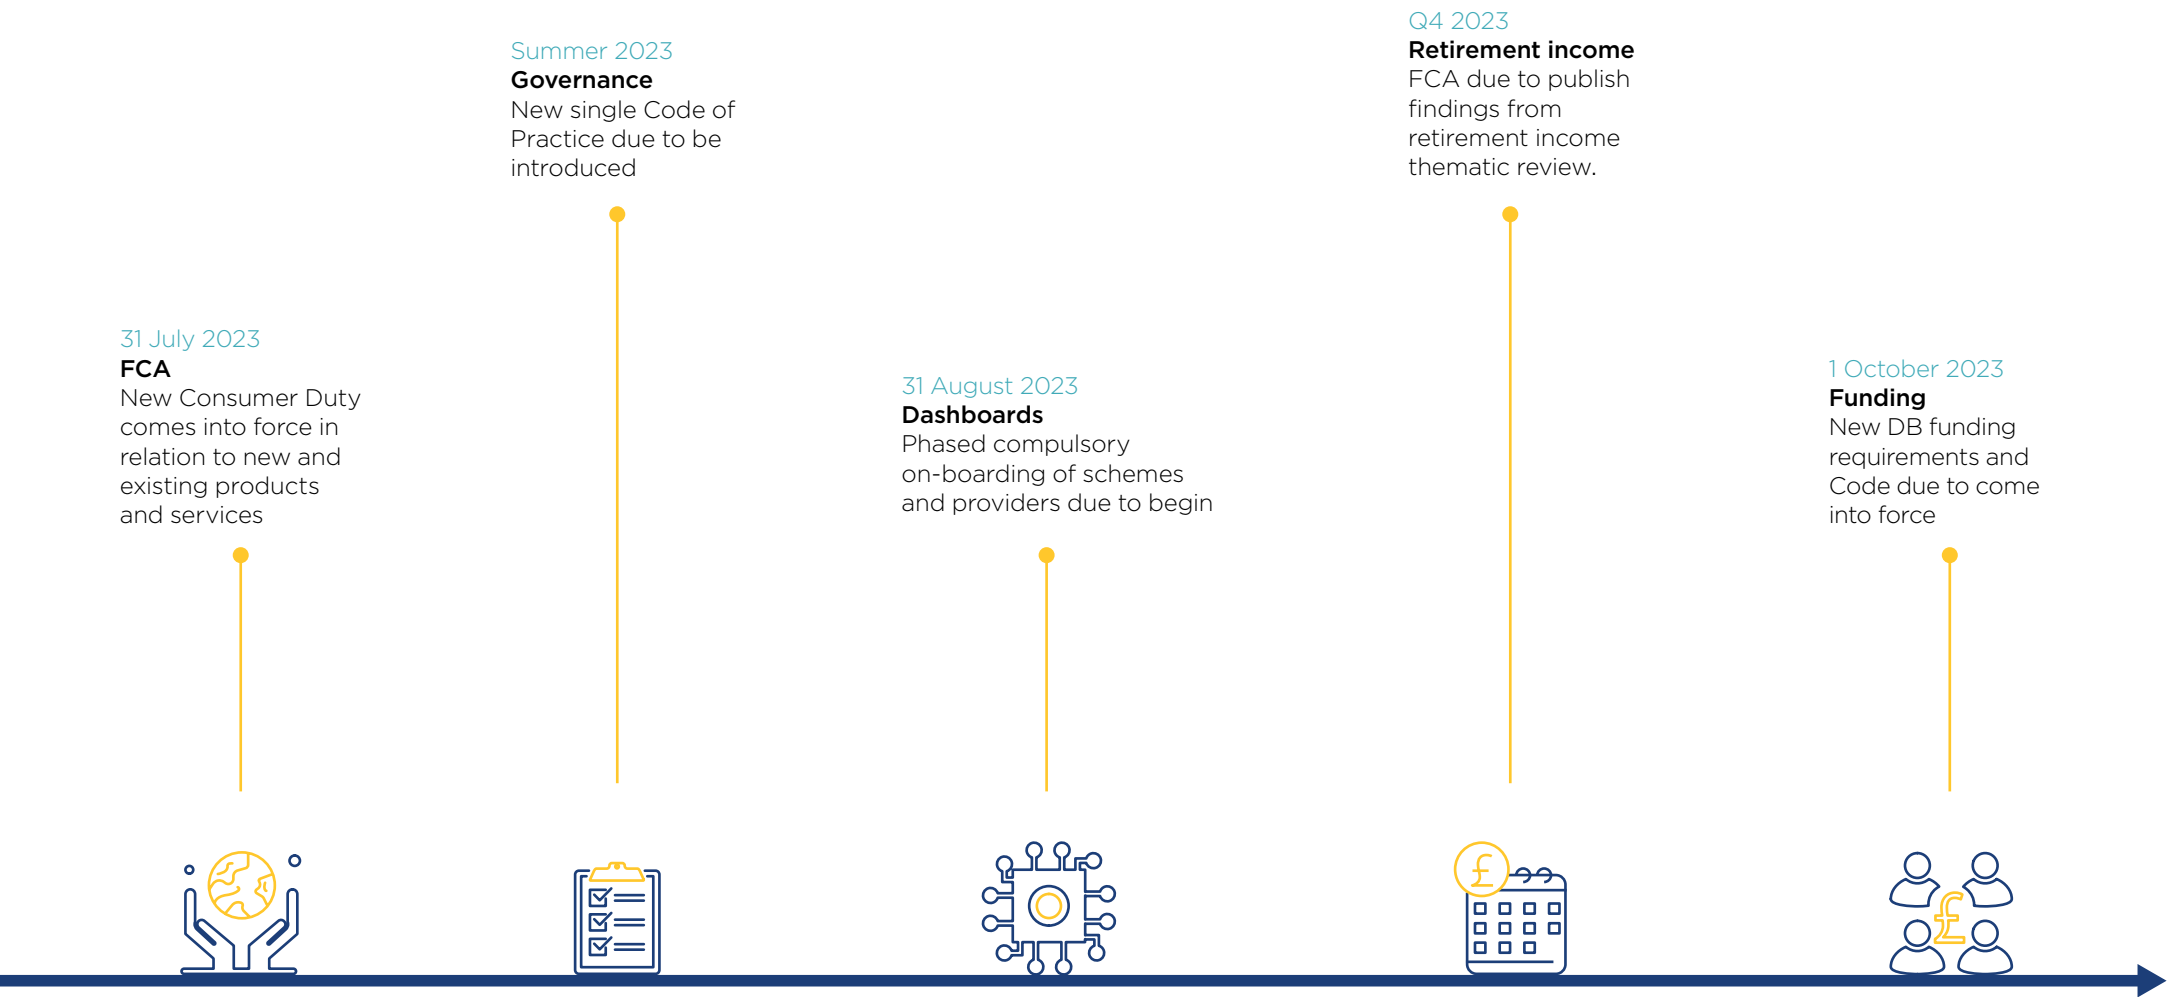 31 July 2023
FCA
New Consumer Duty
comes into force in
relation to new and
existing products
and services
Summer 2023
Governance
New single Code of
Practice due to be
introduced
31 August 2023
Dashboards
Phased compulsory
on-boarding of schemes
and providers due to begin
Q4 2023
Retirement income
FCA due to publish
findings from
retirement income
thematic review.
1 October 2023
Funding
New DB funding
requirements and
Code due to come
into force
£
£